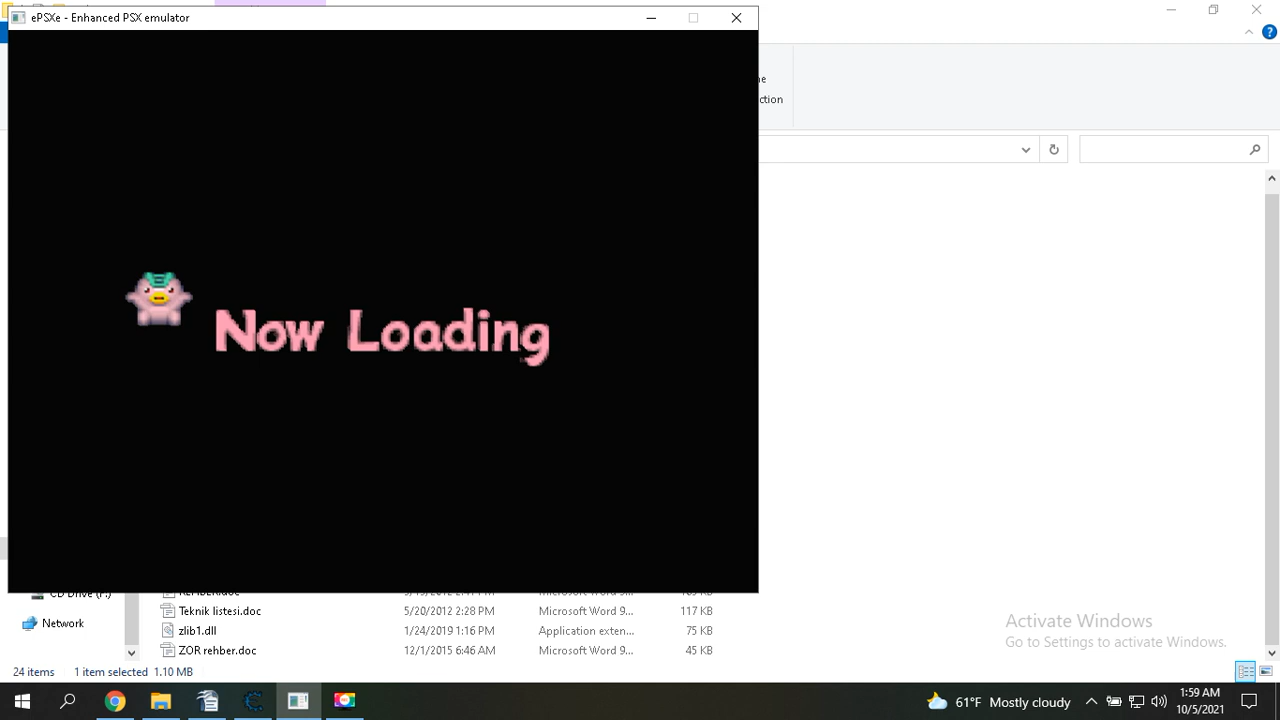 ePSXe - Enhanced PSX emulator
ction
Now Loading
CD Drive (F:)
Teknik listesi.doc 5/20/2012 2:28 PM Microsoft Word 9... 117 KB
Network
zlib1.dll 1/24/2019 1:16 PM Application exten... 75 KB
ZOR rehber.doc 12/1/2015 6:46 AM Microsoft Word 9... 45 KB
Activate Windows
Go to Settings to activate Windows.
24 items 1 item selected 1.10 MB
61°F Mostly cloudy
1:59 AM
10/5/2021